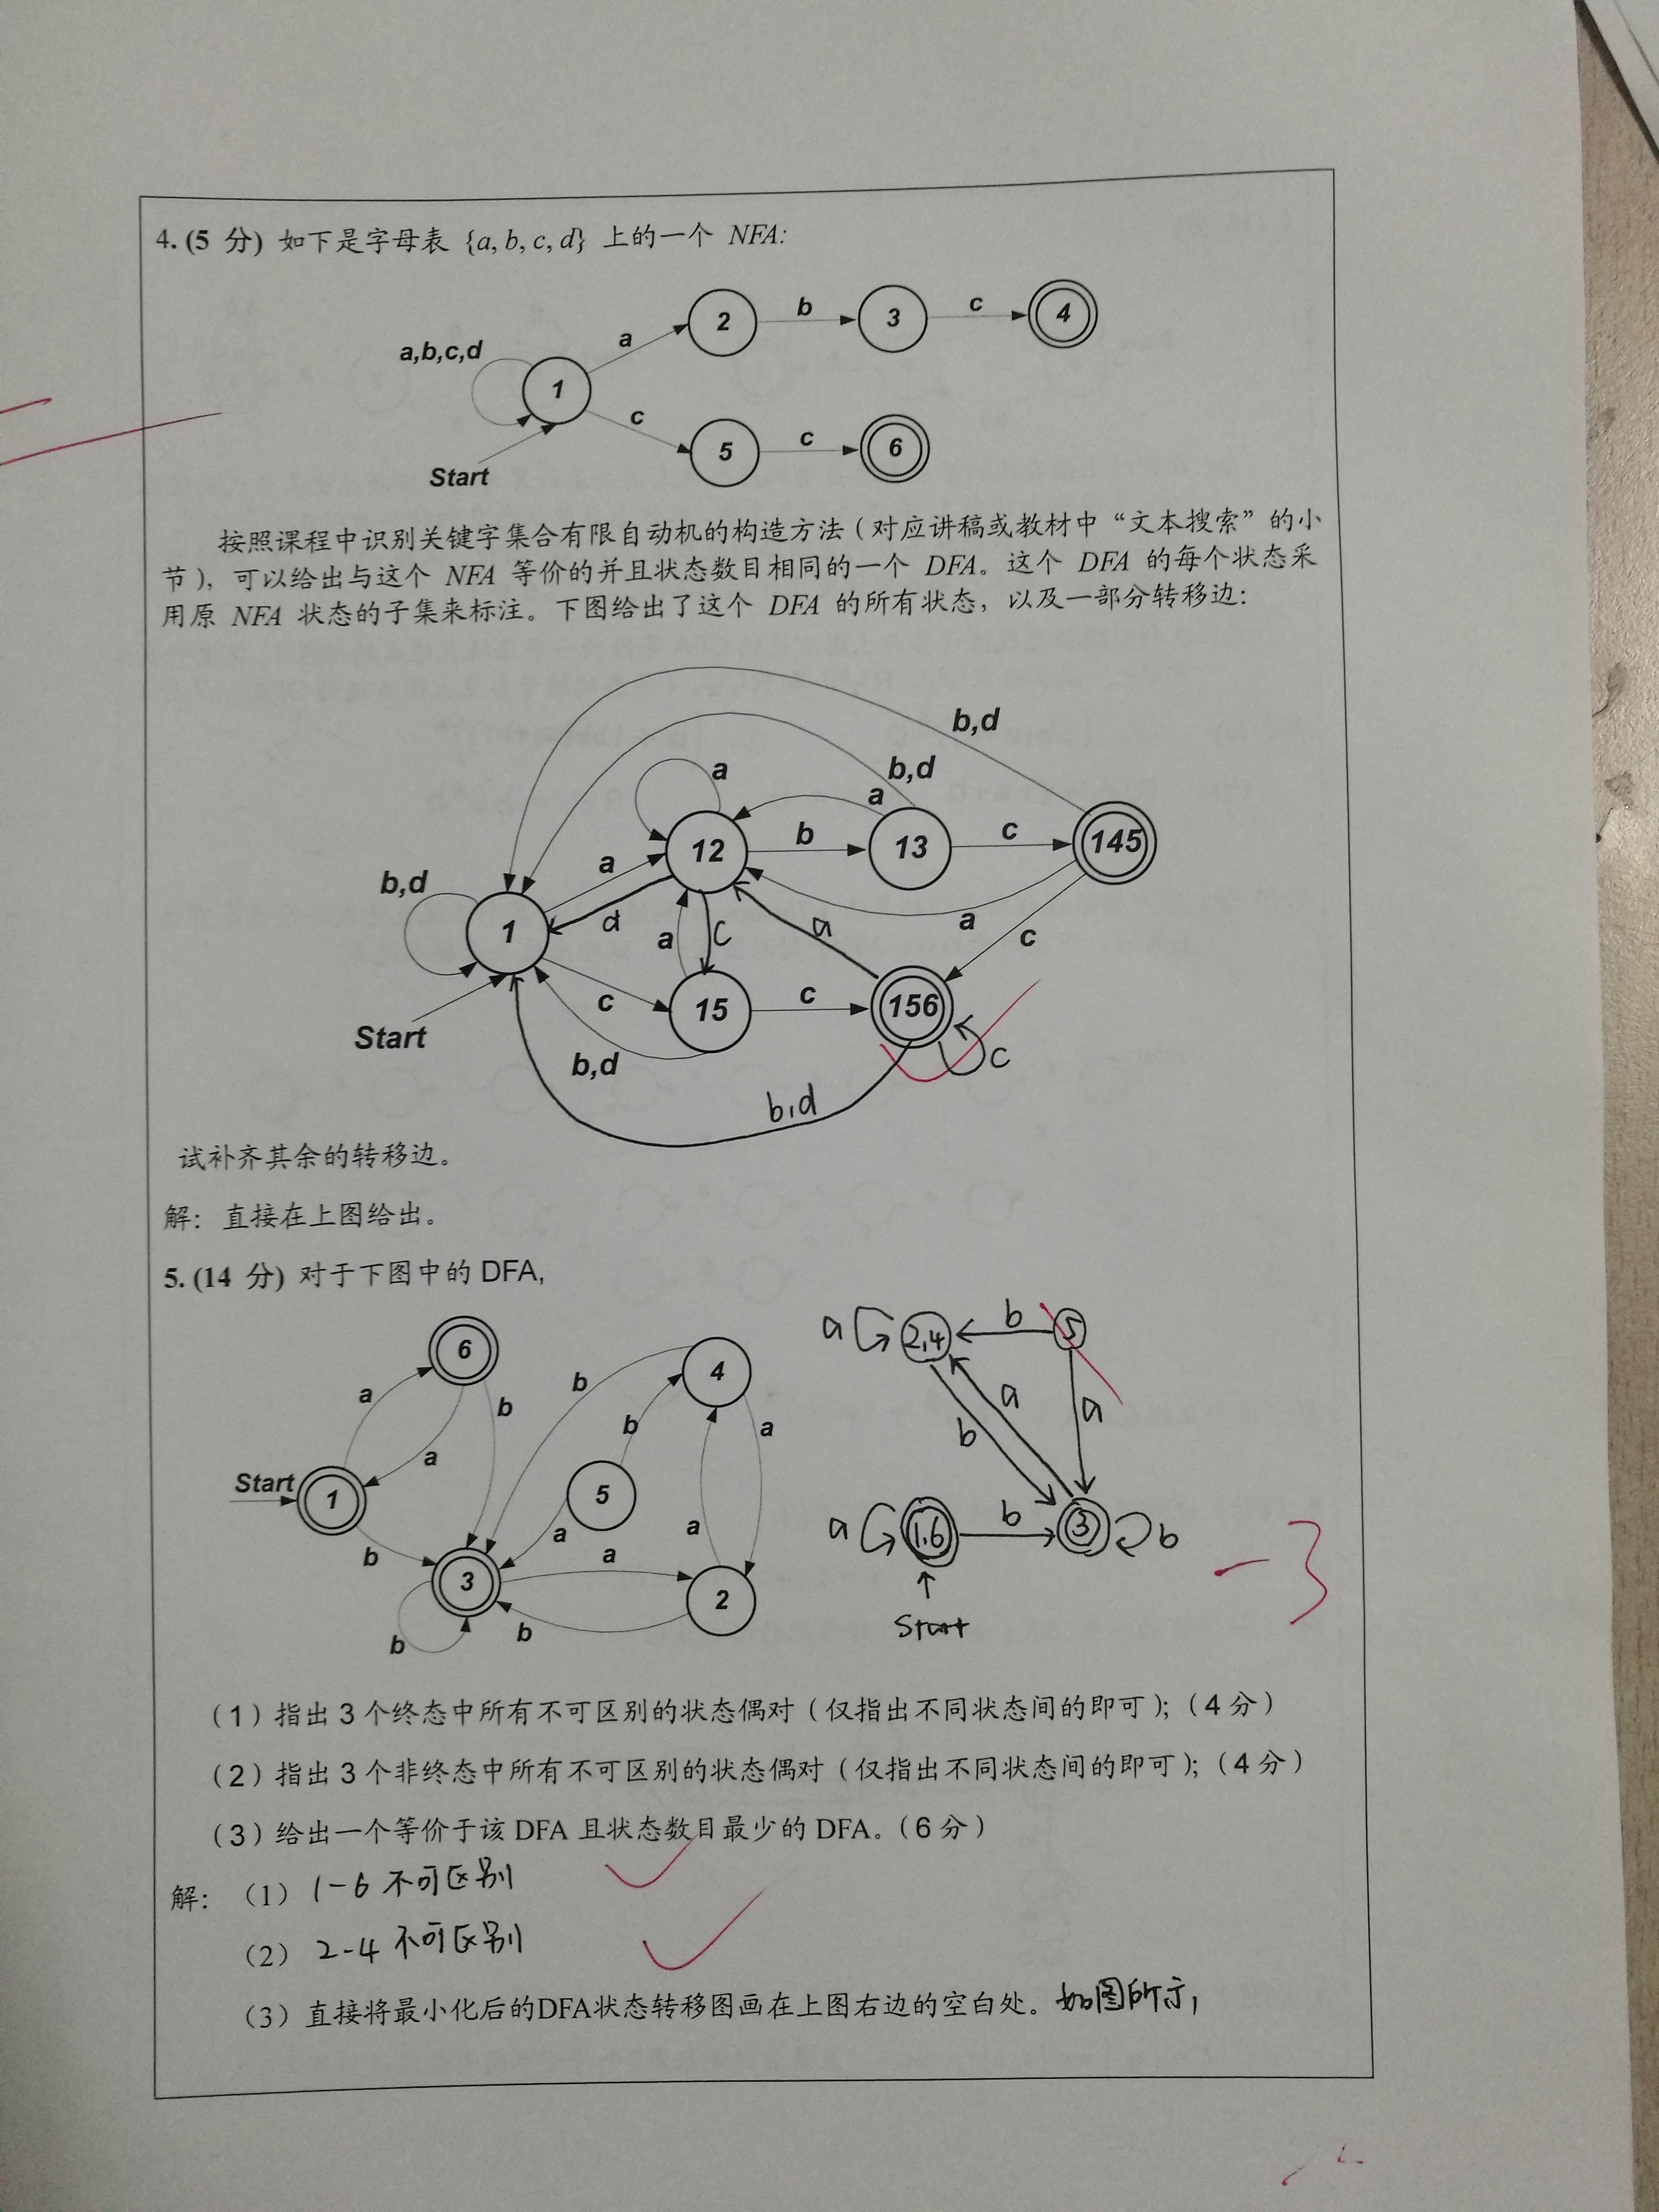 4. (5 分) 如下是字母表 {a, b, c, d} 上的一个 NFA:
2 b 3 c 4
a
a,b,c,d
1
c
5 c 6
Start
按照课程中识别关键字集合有限自动机的构造方法（对应讲稿或教材中“文本搜索”的小
节），可以给出与这个 NFA 等价的并且状态数目相同的一个 DFA。这个 DFA 的每个状态采
用原 NFA 状态的子集来标注。下图给出了这个 DFA 的所有状态，以及一部分转移边：
b,d
a b,d
a
12 b 13 c 145
b,d a
1 d a c a a c
c 15 c 156
Start
b,d c
b,d
试补齐其余的转移边。
解: 直接在上图给出。
5. (14 分) 对于下图中的 DFA,
a 2,4 b 5
6 4
a b b
b a a
a b
Start 1 5
b a a a
a 1,6 b 3 b
3 2
b b
Start
-3
（1）指出 3 个终态中所有不可区别的状态偶对（仅指出不同状态间的即可）；（4 分）
（2）指出 3 个非终态中所有不可区别的状态偶对（仅指出不同状态间的即可）；（4 分）
（3）给出一个等价于该 DFA 且状态数目最少的 DFA。（6 分）
解: （1）1-6 不可区别
（2）2-4 不可区别
（3）直接将最小化后的DFA状态转移图画在上图右边的空白处。如图所示,